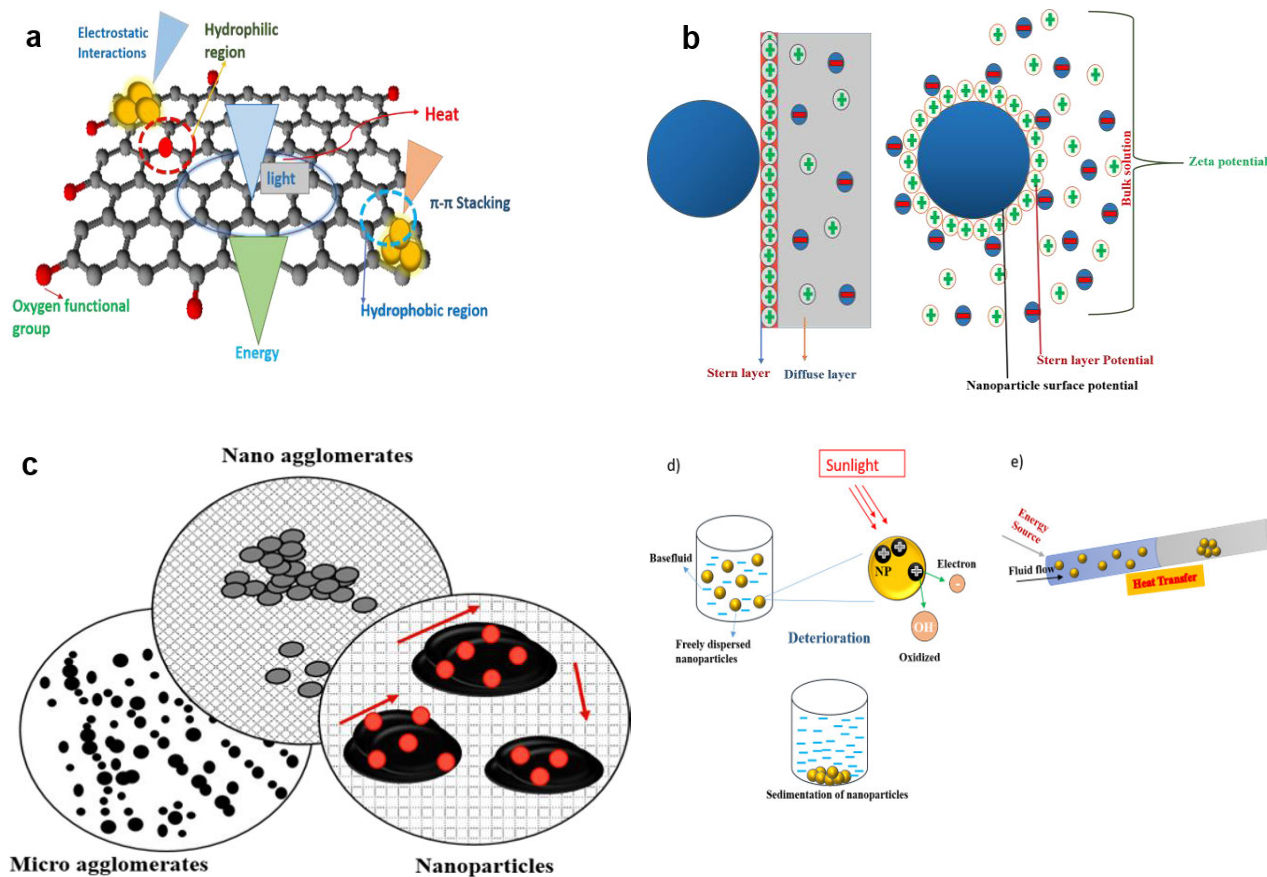 a
Electrostatic
Interactions
Hydrophilic
region
Heat
light
π-π Stacking
Oxygen functional
group
Hydrophobic region
Energy
b
Bulk solution
Zeta potential
Stern layer
Diffuse layer
Stern layer Potential
Nanoparticle surface potential
c
Nano agglomerates
Micro agglomerates
Nanoparticles
d)
Sunlight
Basefluid
NP
Electron
-
Freely dispersed
nanoparticles
Deterioration
OH
Oxidized
Sedimentation of nanoparticles
e)
Energy
Source
Fluid flow
Heat Transfer